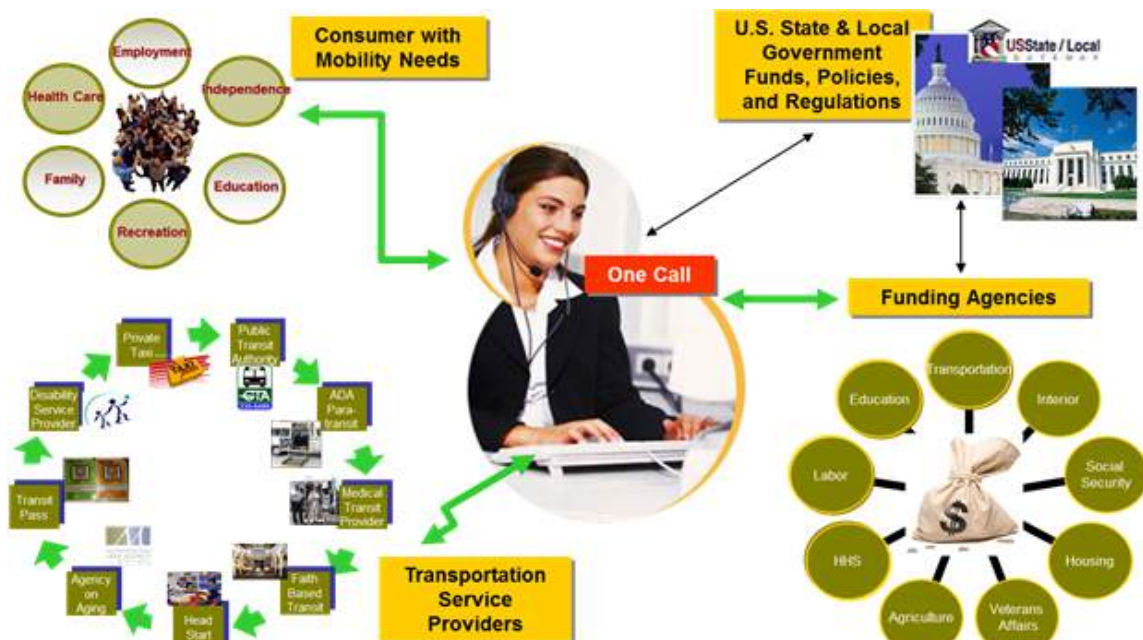 Consumer with
Mobility Needs
Employment
Independence
Health Care
Family
Education
Recreation
U.S. State & Local
Government
Funds, Policies,
and Regulations
USState / Local
GATEWAY
One Call
Funding Agencies
Transportation
Education
Interior
Labor
Social
Security
HHS
Housing
Agriculture
Veterans
Affairs
$
Private
Taxi
TAXI
Public
Transit
Authority
GTA
Disability
Service
Provider
ADA
Para-
transit
Transit
Pass
Medical
Transit
Provider
Agency
on
Aging
Head
Start
Faith
Based
Transit
Transportation
Service
Providers